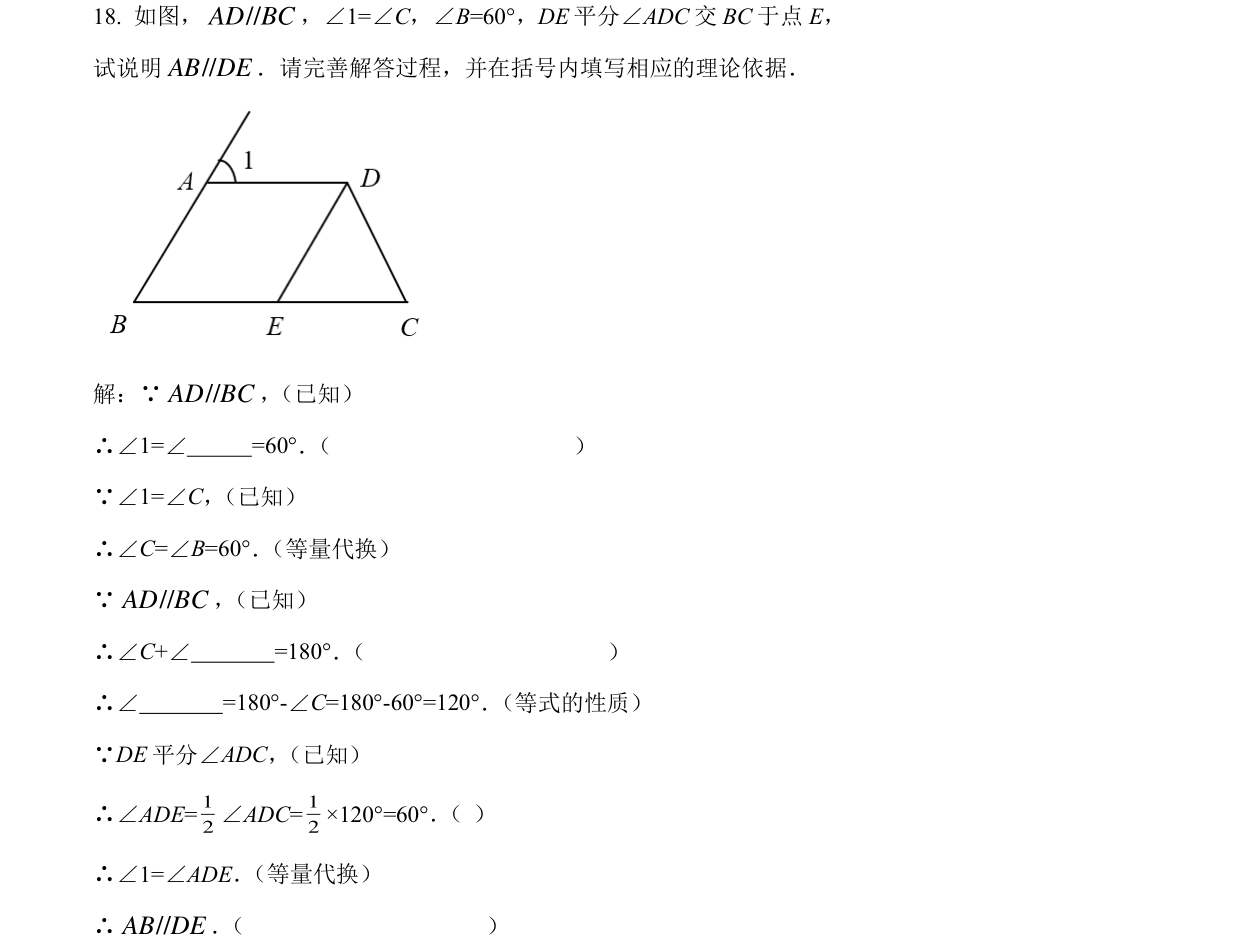 18. 如图， AD//BC ，∠1=∠C，∠B=60°，DE 平分∠ADC 交 BC 于点 E，
试说明 AB//DE ．请完善解答过程，并在括号内填写相应的理论依据．
1
A
D
B
E
C
解：∵ AD//BC ，（已知）
∴∠1=∠_____=60°．（ ）
∵∠1=∠C，（已知）
∴∠C=∠B=60°．（等量代换）
∵ AD//BC ，（已知）
∴∠C+∠_______=180°．（ ）
∴∠_______=180°-∠C=180°-60°=120°．（等式的性质）
∵DE 平分∠ADC，（已知）
∴∠ADE=1/2 ∠ADC=1/2 ×120°=60°．（ ）
∴∠1=∠ADE．（等量代换）
∴ AB//DE ．（ ）